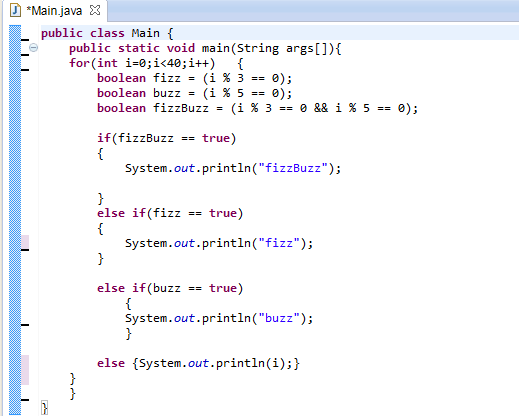 *Main.java
public class Main {
    public static void main(String args[]){
    for(int i=0;i<40;i++)   {
        boolean fizz = (i % 3 == 0);
        boolean buzz = (i % 5 == 0);
        boolean fizzBuzz = (i % 3 == 0 && i % 5 == 0);

        if(fizzBuzz == true)
        {
            System.out.println("fizzBuzz");

        }
        else if(fizz == true)
        {
            System.out.println("fizz");
        }

        else if(buzz == true)
            {
            System.out.println("buzz");
            }

        else {System.out.println(i);}
    }
    }
}